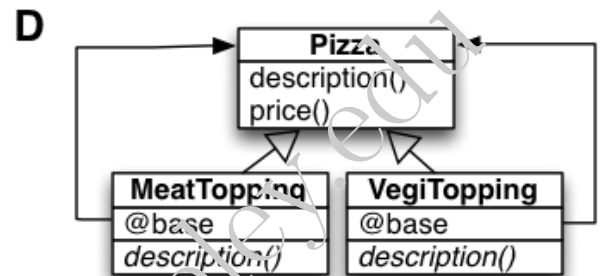 D
Pizza
description()
price()
MeatTopping
@base
description()
VegiTopping
@base
description()